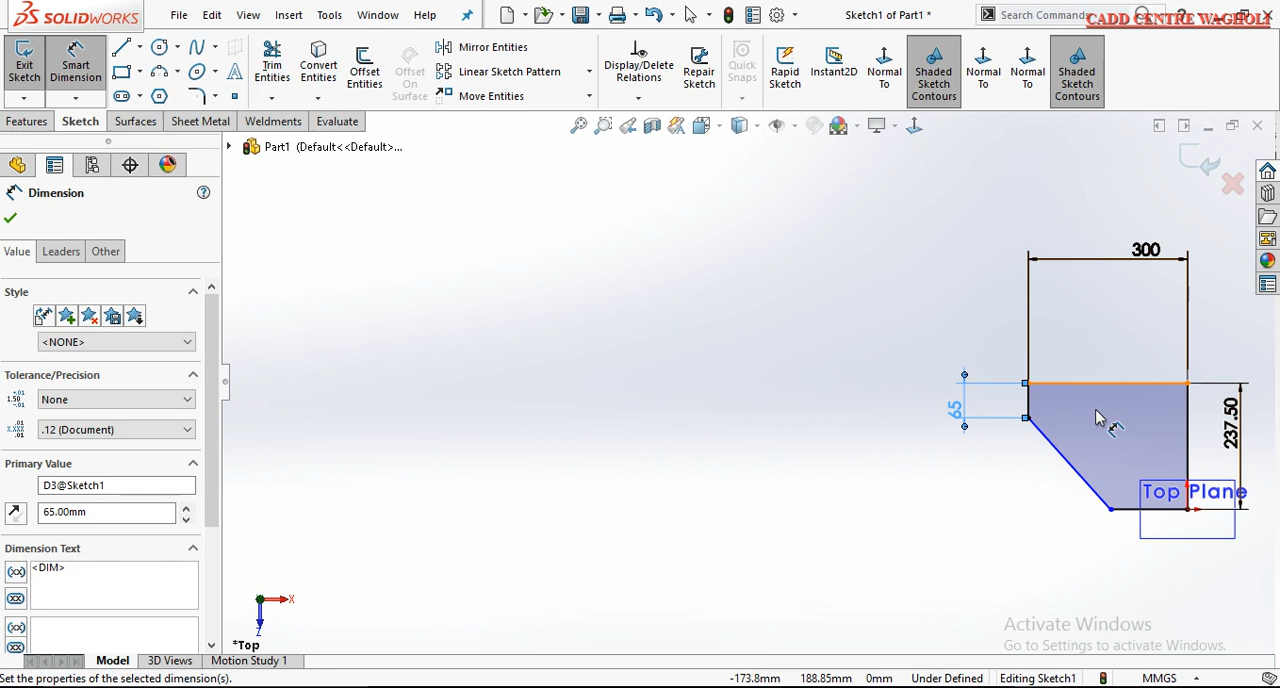 SOLIDWORKS
File Edit View Insert Tools Window Help
Sketch1 of Part1 *
Search Commands
CADD CENTRE WAGHOLI
Exit Sketch
Smart Dimension
Trim Entities
Convert Entities
Offset Entities
Offset On Surface
Mirror Entities
Linear Sketch Pattern
Move Entities
Display/Delete Relations
Repair Sketch
Quick Snaps
Rapid Sketch
Instant2D
Normal To
Shaded Sketch Contours
Normal To
Normal To
Shaded Sketch Contours
Features Sketch Surfaces Sheet Metal Weldments Evaluate
Part1 (Default<<Default>...
Dimension
Value Leaders Other
Style
<NONE>
Tolerance/Precision
None
.12 (Document)
Primary Value
D3@Sketch1
65.00mm
Dimension Text
<DIM>
300
65
237.50
Top Plane
X
Z
*Top
Activate Windows
Go to Settings to activate Windows.
Model 3D Views Motion Study 1
Set the properties of the selected dimension(s).
-173.8mm 188.85mm 0mm Under Defined Editing Sketch1 MMGS